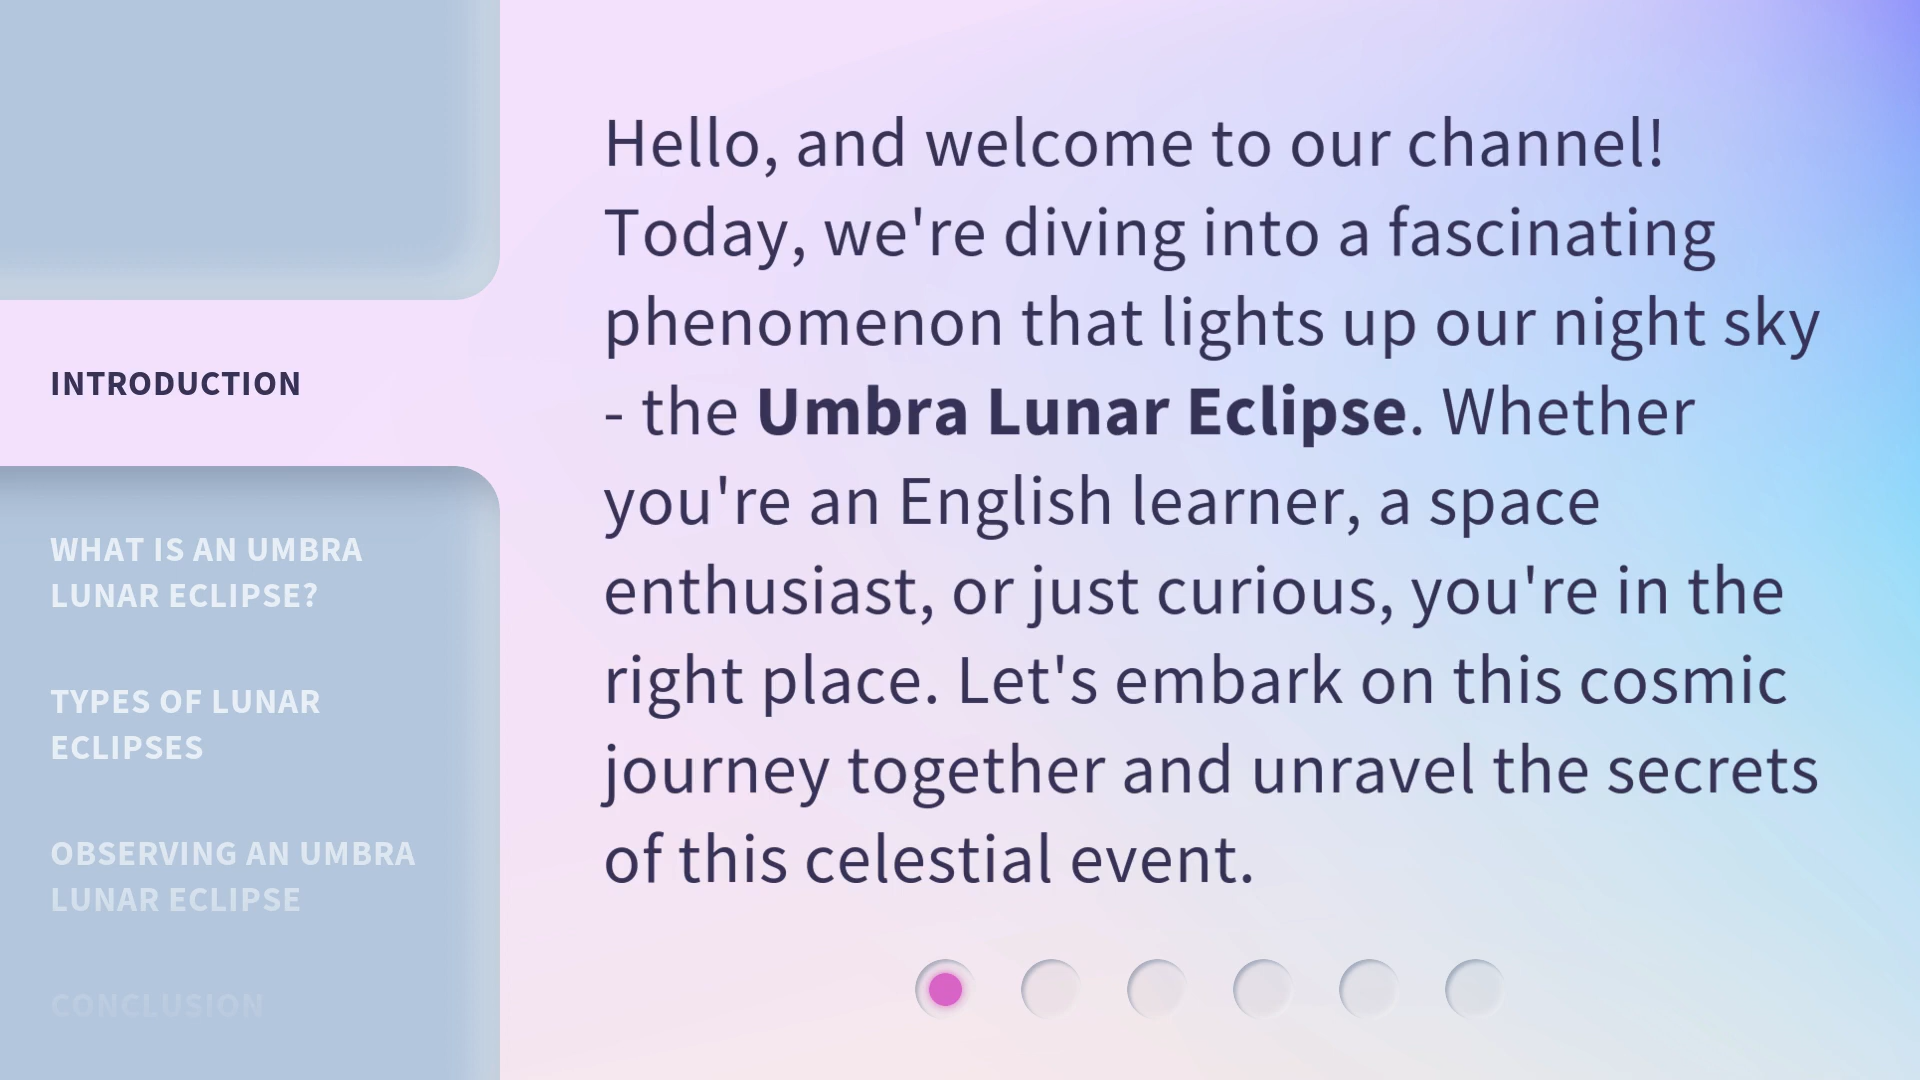 INTRODUCTION
WHAT IS AN UMBRA
LUNAR ECLIPSE?
TYPES OF LUNAR
ECLIPSES
OBSERVING AN UMBRA
LUNAR ECLIPSE
CONCLUSION
Hello, and welcome to our channel!
Today, we're diving into a fascinating
phenomenon that lights up our night sky
- the Umbra Lunar Eclipse. Whether
you're an English learner, a space
enthusiast, or just curious, you're in the
right place. Let's embark on this cosmic
journey together and unravel the secrets
of this celestial event.